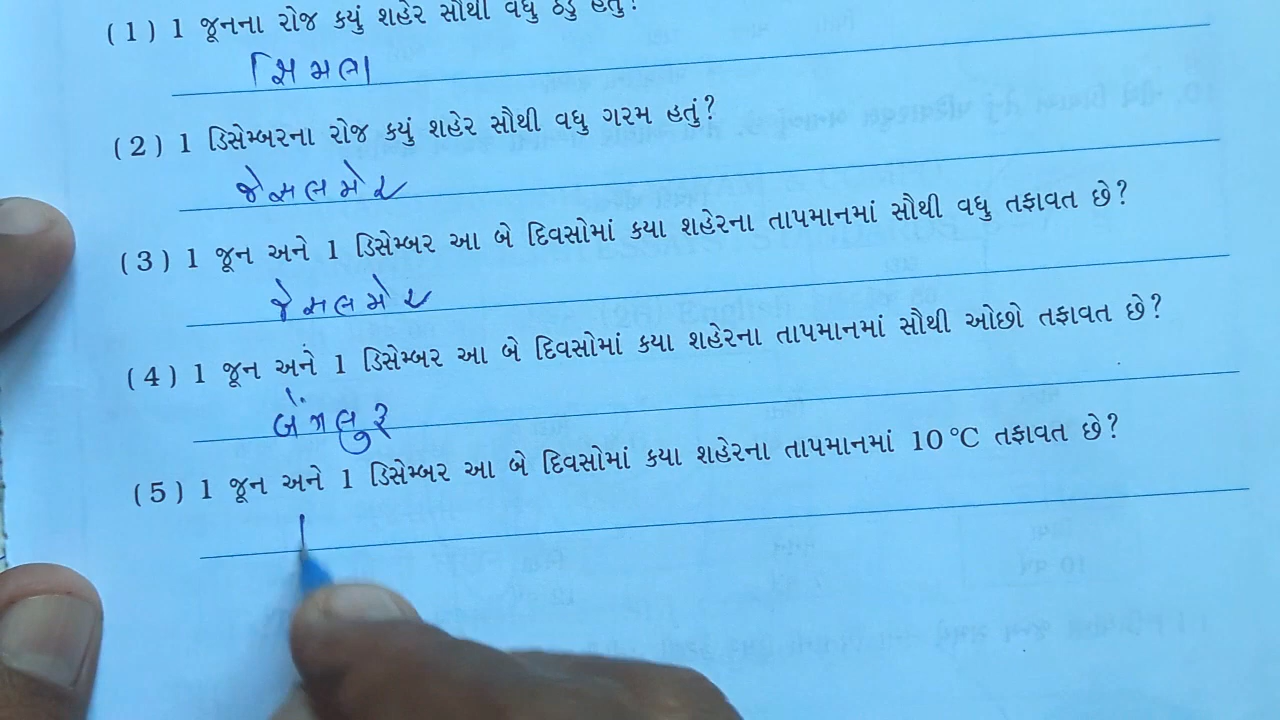 (1) 1 જૂનના રોજ કયું શહેર સૌથી વધુ ઠંડુ હતું?
સિમલા
(2) 1 ડિસેમ્બરના રોજ કયું શહેર સૌથી વધુ ગરમ હતું?
જેસલમેર
(3) 1 જૂન અને 1 ડિસેમ્બર આ બે દિવસોમાં કયા શહેરના તાપમાનમાં સૌથી વધુ તફાવત છે?
જેસલમેર
(4) 1 જૂન અને 1 ડિસેમ્બર આ બે દિવસોમાં કયા શહેરના તાપમાનમાં સૌથી ઓછો તફાવત છે?
બેંગલુરુ
(5) 1 જૂન અને 1 ડિસેમ્બર આ બે દિવસોમાં કયા શહેરના તાપમાનમાં 10 °C તફાવત છે?